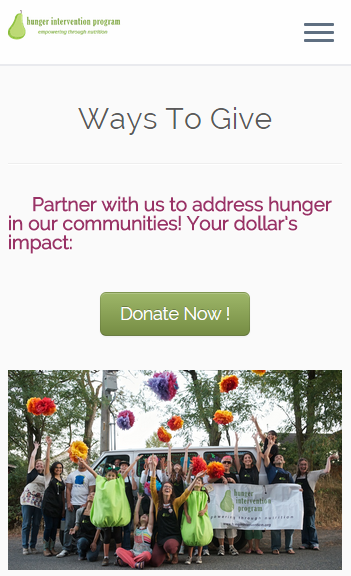 hunger intervention program
empowering through nutrition
Ways To Give
Partner with us to address hunger
in our communities! Your dollar's
impact:
Donate Now !
hunger
intervention
program
empowering through nutrition